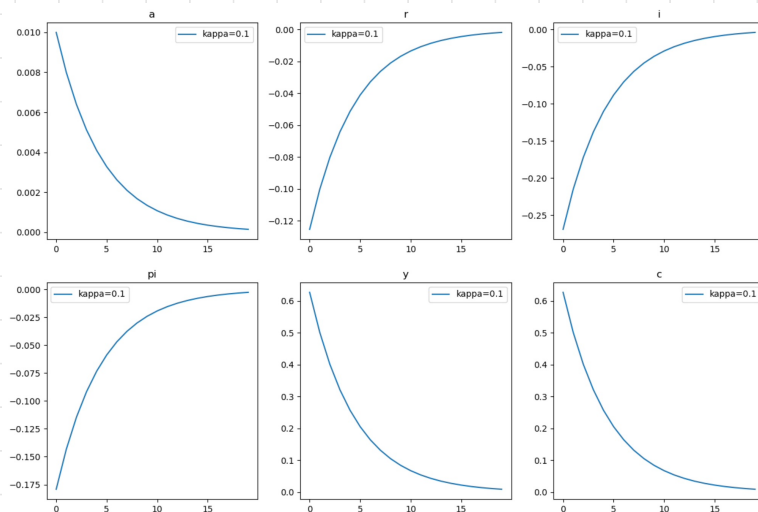 a
kappa=0.1
0.010
0.008
0.006
0.004
0.002
0.000
0 5 10 15
r
kappa=0.1
0.00
−0.02
−0.04
−0.06
−0.08
−0.10
−0.12
0 5 10 15
i
kappa=0.1
0.00
−0.05
−0.10
−0.15
−0.20
−0.25
0 5 10 15
pi
kappa=0.1
0.000
−0.025
−0.050
−0.075
−0.100
−0.125
−0.150
−0.175
0 5 10 15
y
kappa=0.1
0.6
0.5
0.4
0.3
0.2
0.1
0.0
0 5 10 15
c
kappa=0.1
0.6
0.5
0.4
0.3
0.2
0.1
0.0
0 5 10 15